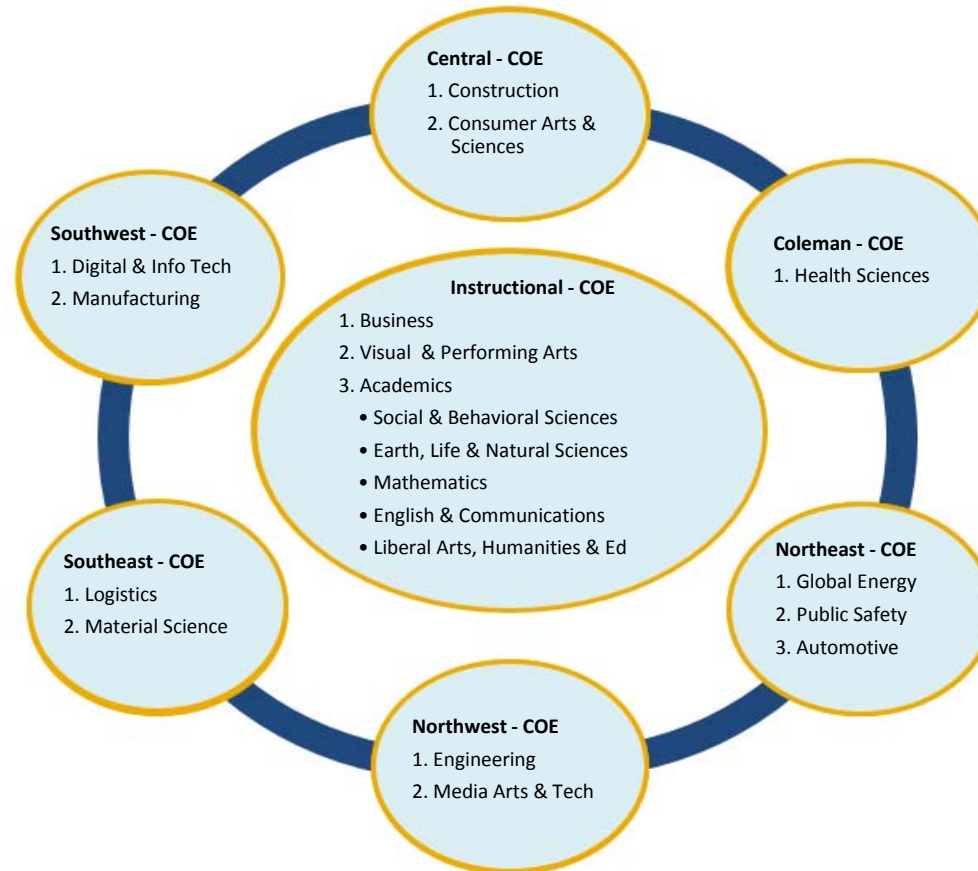 Central - COE
1. Construction
2. Consumer Arts &
Sciences
Southwest - COE
1. Digital & Info Tech
2. Manufacturing
Coleman - COE
1. Health Sciences
Instructional - COE
1. Business
2. Visual & Performing Arts
3. Academics
• Social & Behavioral Sciences
• Earth, Life & Natural Sciences
• Mathematics
• English & Communications
• Liberal Arts, Humanities & Ed
Southeast - COE
1. Logistics
2. Material Science
Northeast - COE
1. Global Energy
2. Public Safety
3. Automotive
Northwest - COE
1. Engineering
2. Media Arts & Tech